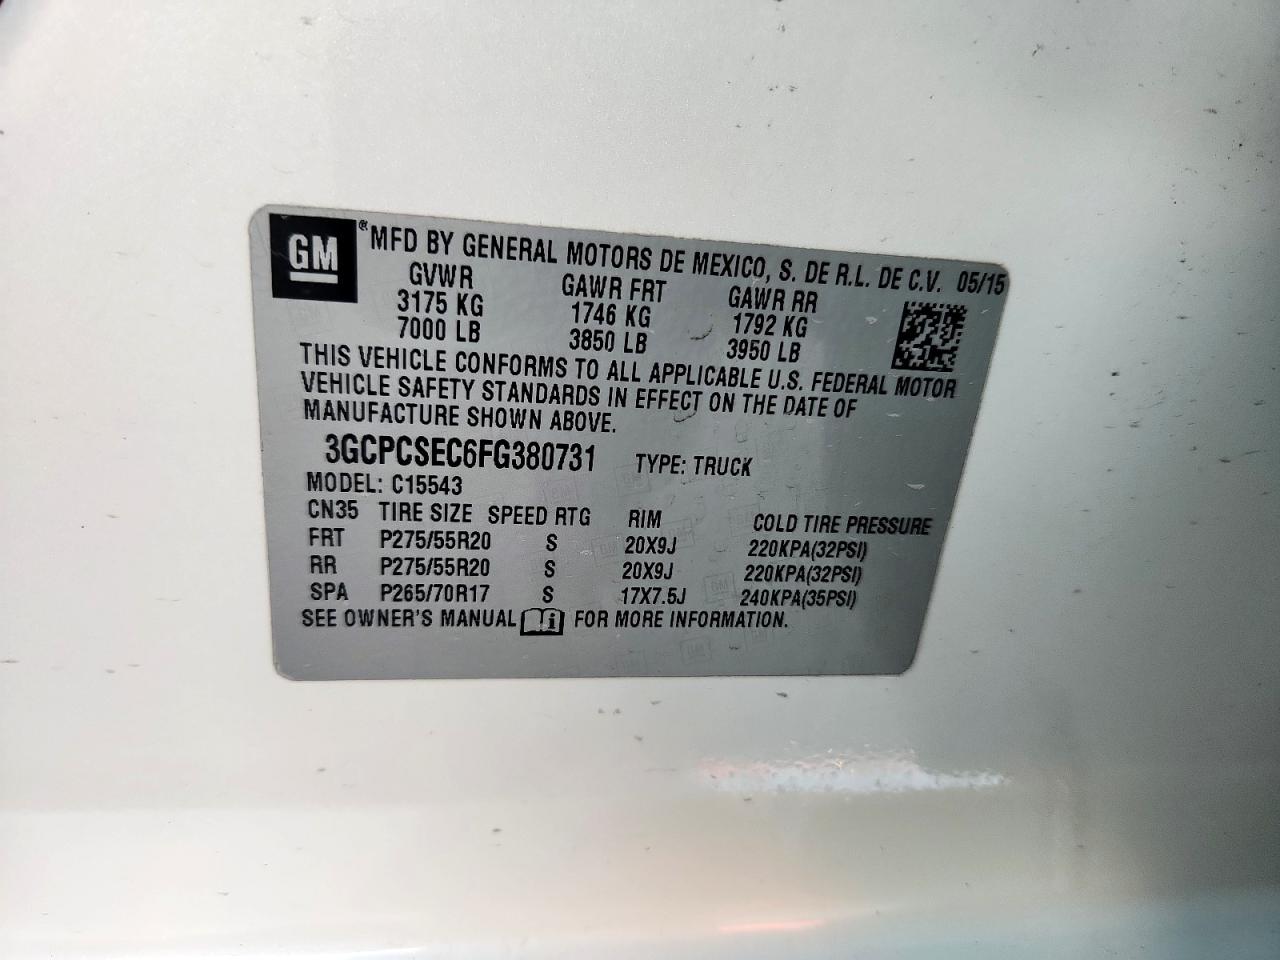 GM ® MFD BY GENERAL MOTORS DE MEXICO, S. DE R.L. DE C.V. 05/15
GVWR GAWR FRT GAWR RR
3175 KG 1746 KG 1792 KG
7000 LB 3850 LB 3950 LB
THIS VEHICLE CONFORMS TO ALL APPLICABLE U.S. FEDERAL MOTOR
VEHICLE SAFETY STANDARDS IN EFFECT ON THE DATE OF
MANUFACTURE SHOWN ABOVE.
3GCPCSEC6FG380731 TYPE: TRUCK
MODEL: C15543
CN35 TIRE SIZE SPEED RTG RIM COLD TIRE PRESSURE
FRT P275/55R20 S 20X9J 220KPA(32PSI)
RR P275/55R20 S 20X9J 220KPA(32PSI)
SPA P265/70R17 S 17X7.5J 240KPA(35PSI)
SEE OWNER'S MANUAL i FOR MORE INFORMATION.